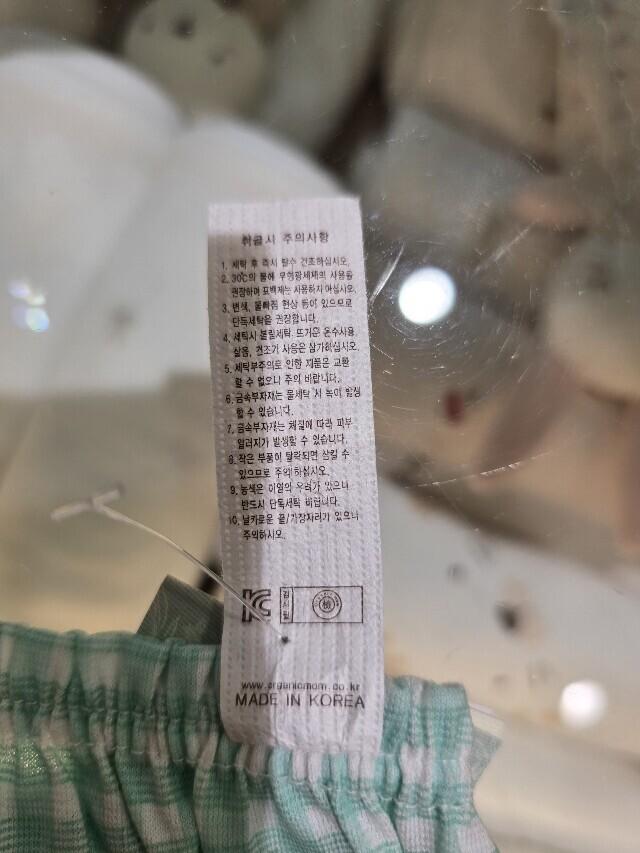 취급시 주의사항
1. 세탁 후 즉시 탈수 건조하십시오.
2. 30℃의 물에 무형광세제의 사용을
권장하며 표백제는 사용하지 마십시오.
3. 변색, 물빠짐 현상 등이 있으므로
단독세탁을 권장합니다.
4. 세탁시 불림세탁, 뜨거운 온수사용,
삶음, 건조기 사용은 삼가하십시오.
5. 세탁부주의로 인한 제품은 교환
할 수 없으니 주의 바랍니다.
6. 금속부자재는 물세탁 시 녹이 발생
할 수 있습니다.
7. 금속부자재는 체질에 따라 피부
알러지가 발생할 수 있습니다.
8. 작은 부품이 탈락되면 삼킬 수
있으므로 주의하십시오.
9. 농색은 이염의 우려가 있으니
반드시 단독세탁 바랍니다.
10. 날카로운 끝/가장자리가 있으니
주의하시오.
KC
檢
www.organicmom.co.kr
MADE IN KOREA